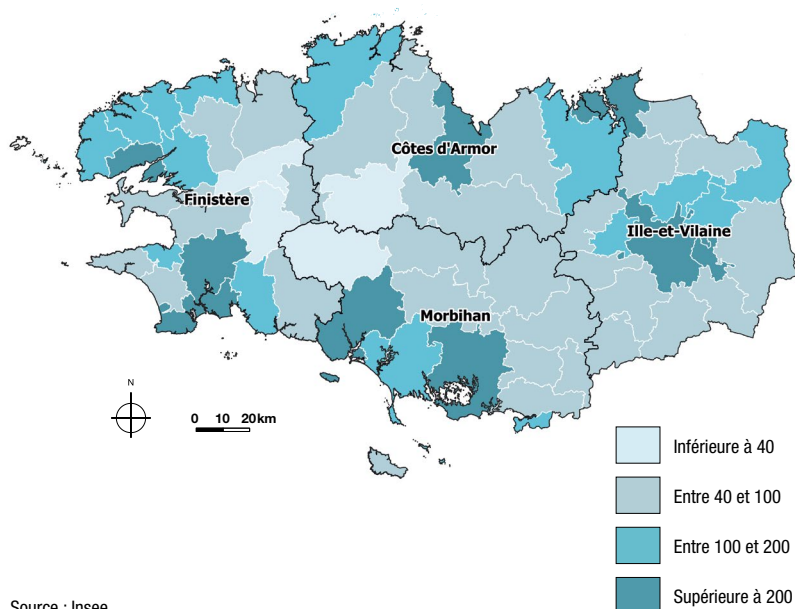 Côtes d'Armor
Finistère
Ille-et-Vilaine
Morbihan
N
0 10 20km
Inférieure à 40
Entre 40 et 100
Entre 100 et 200
Supérieure à 200
Source : Insee